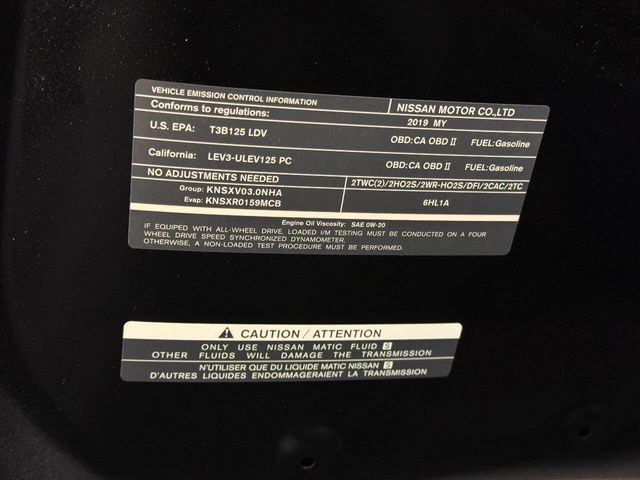 VEHICLE EMISSION CONTROL INFORMATION NISSAN MOTOR CO.,LTD
Conforms to regulations: 2019 MY
U.S. EPA: T3B125 LDV OBD:CA OBD II FUEL:Gasoline
California: LEV3-ULEV125 PC OBD:CA OBD II FUEL:Gasoline
NO ADJUSTMENTS NEEDED 2TWC(2)/2HO2S/2WR-HO2S/DFI/2CAC/2TC
Group: KNSXV03.0NHA 6HL1A
Evap: KNSXR0159MCB
Engine Oil Viscosity: SAE 0W-20
IF EQUIPPED WITH ALL-WHEEL DRIVE, LOADED I/M TESTING MUST BE CONDUCTED ON A FOUR
WHEEL DRIVE SPEED SYNCHRONIZED DYNAMOMETER.
OTHERWISE, A NON-LOADED TEST PROCEDURE MUST BE PERFORMED.
CAUTION / ATTENTION
ONLY USE NISSAN MATIC FLUID S
OTHER FLUIDS WILL DAMAGE THE TRANSMISSION
N'UTILISER QUE DU LIQUIDE MATIC NISSAN S
D'AUTRES LIQUIDES ENDOMMAGERAIENT LA TRANSMISSION